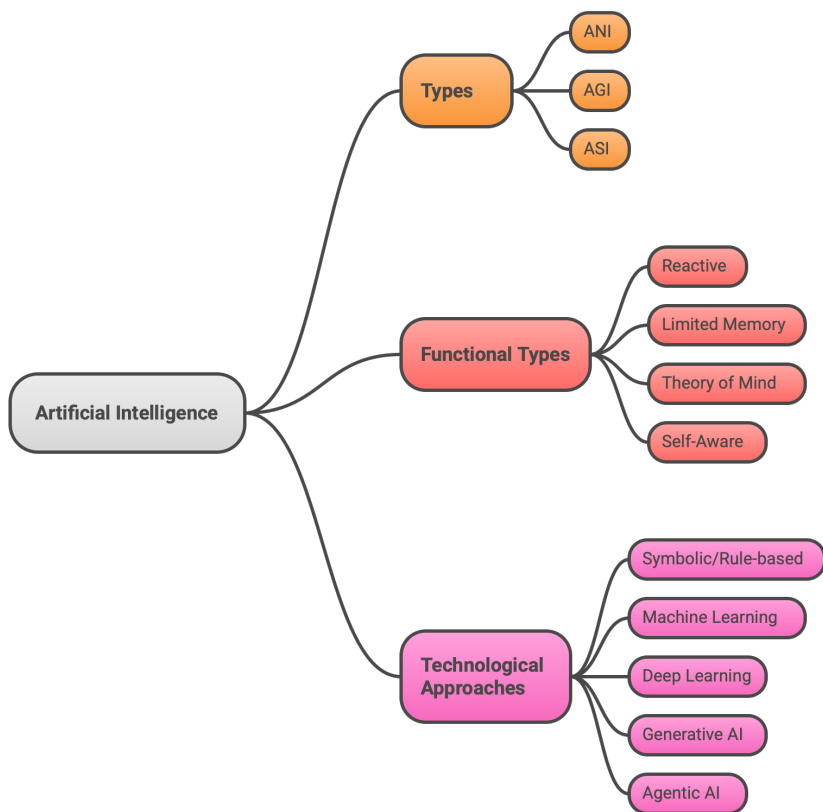 Artificial Intelligence
Types
ANI
AGI
ASI
Functional Types
Reactive
Limited Memory
Theory of Mind
Self-Aware
Technological
Approaches
Symbolic/Rule-based
Machine Learning
Deep Learning
Generative AI
Agentic AI